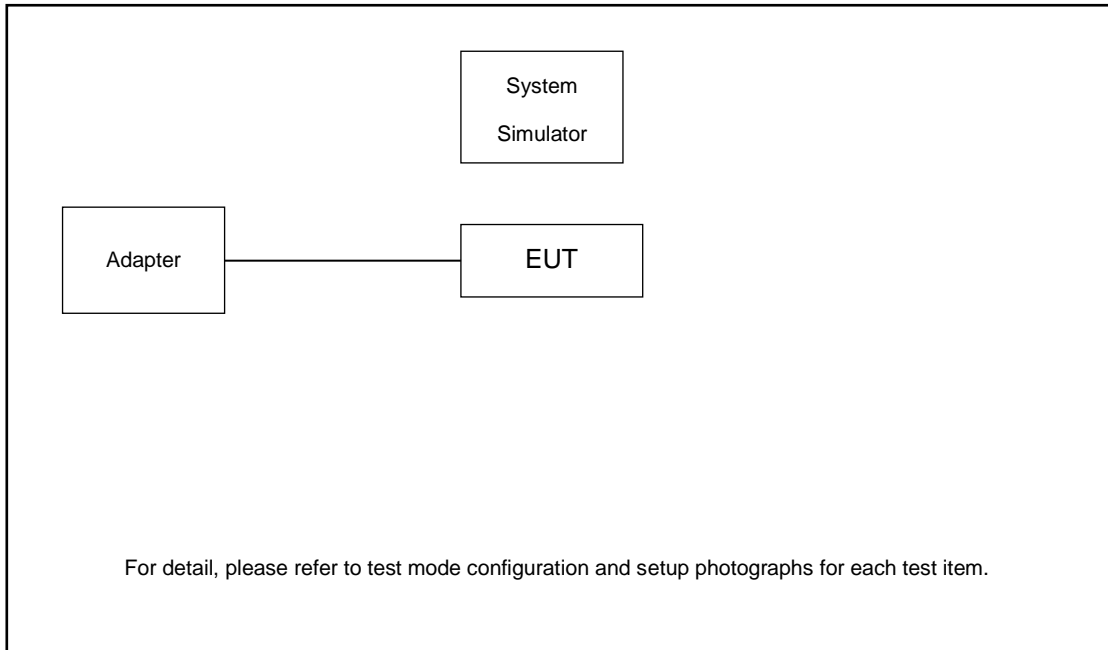 System
Simulator
Adapter
EUT
For detail, please refer to test mode configuration and setup photographs for each test item.